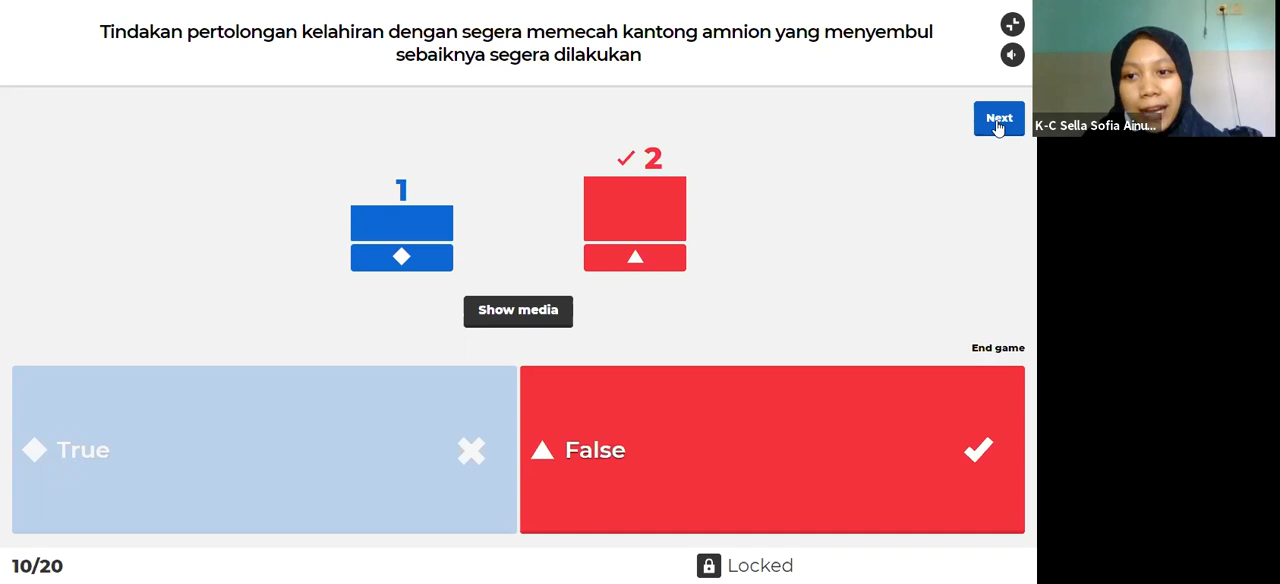 Tindakan pertolongan kelahiran dengan segera memecah kantong amnion yang menyembul
sebaiknya segera dilakukan
Next
K-C Sella Sofia Ainu...
1
2
Show media
End game
True
False
10/20
Locked